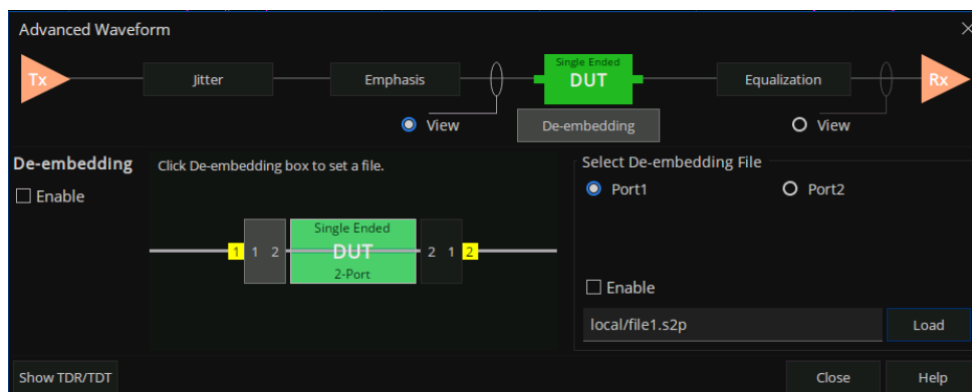 Advanced Waveform
Tx
Jitter
Emphasis
Single Ended
DUT
Equalization
Rx
View
De-embedding
View
De-embedding
Enable
Click De-embedding box to set a file.
1 1 2
Single Ended
DUT
2-Port
2 1 2
Select De-embedding File
Port1 Port2
Enable
local/file1.s2p Load
Show TDR/TDT Close Help